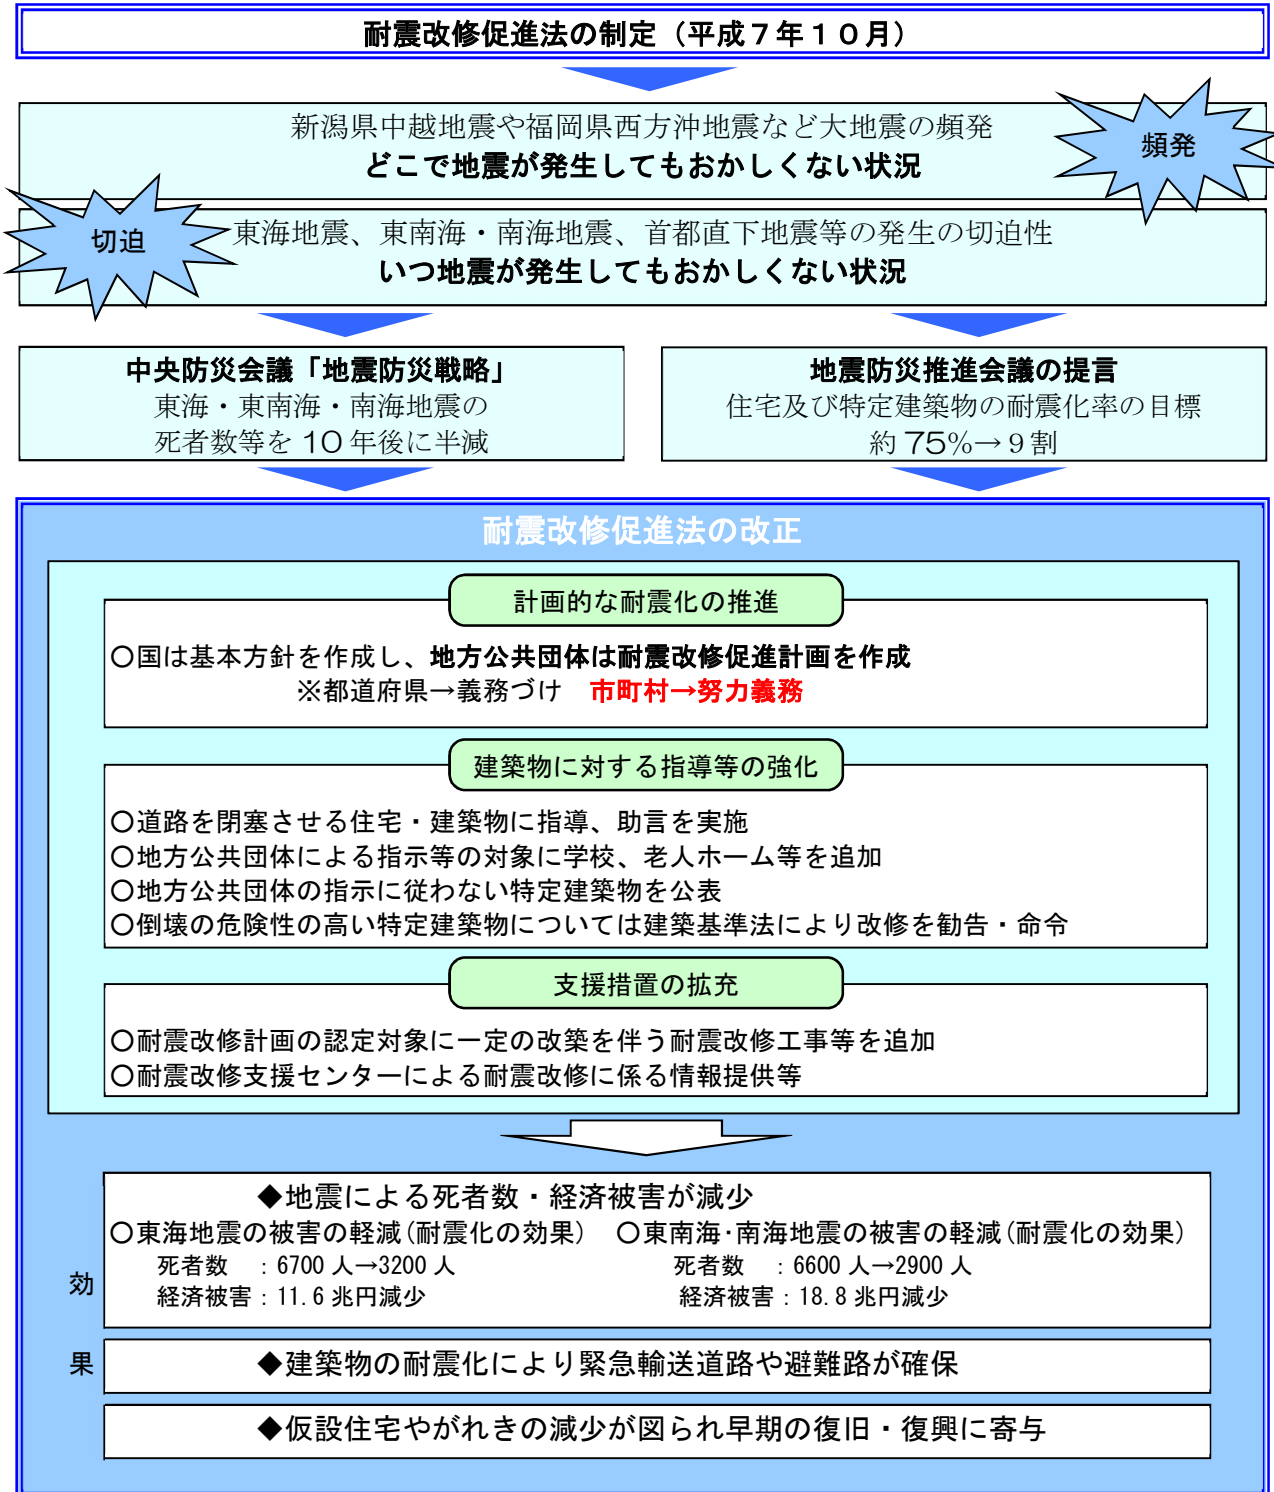 耐震改修促進法の制定（平成７年１０月）
新潟県中越地震や福岡県西方沖地震など大地震の頻発
どこで地震が発生してもおかしくない状況
頻発
切迫
東海地震、東南海・南海地震、首都直下地震等の発生の切迫性
いつ地震が発生してもおかしくない状況
中央防災会議「地震防災戦略」
東海・東南海・南海地震の
死者数等を 10 年後に半減
地震防災推進会議の提言
住宅及び特定建築物の耐震化率の目標
約 75%→９割
耐震改修促進法の改正
計画的な耐震化の推進
○国は基本方針を作成し、地方公共団体は耐震改修促進計画を作成
※都道府県→義務づけ　市町村→努力義務
建築物に対する指導等の強化
○道路を閉塞させる住宅・建築物に指導、助言を実施
○地方公共団体による指示等の対象に学校、老人ホーム等を追加
○地方公共団体の指示に従わない特定建築物を公表
○倒壊の危険性の高い特定建築物については建築基準法により改修を勧告・命令
支援措置の拡充
○耐震改修計画の認定対象に一定の改築を伴う耐震改修工事等を追加
○耐震改修支援センターによる耐震改修に係る情報提供等
効果
◆地震による死者数・経済被害が減少
○東海地震の被害の軽減(耐震化の効果)
死者数　：6700 人→3200 人
経済被害：11.6 兆円減少
○東南海･南海地震の被害の軽減(耐震化の効果)
死者数　：6600 人→2900 人
経済被害：18.8 兆円減少
◆建築物の耐震化により緊急輸送道路や避難路が確保
◆仮設住宅やがれきの減少が図られ早期の復旧・復興に寄与